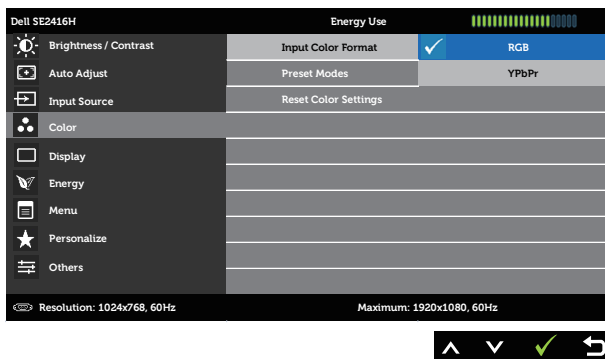 Dell SE2416H Energy Use
Brightness / Contrast Input Color Format RGB
Auto Adjust Preset Modes YPbPr
Input Source Reset Color Settings
Color
Display
Energy
Menu
Personalize
Others
Resolution: 1024x768, 60Hz Maximum: 1920x1080, 60Hz